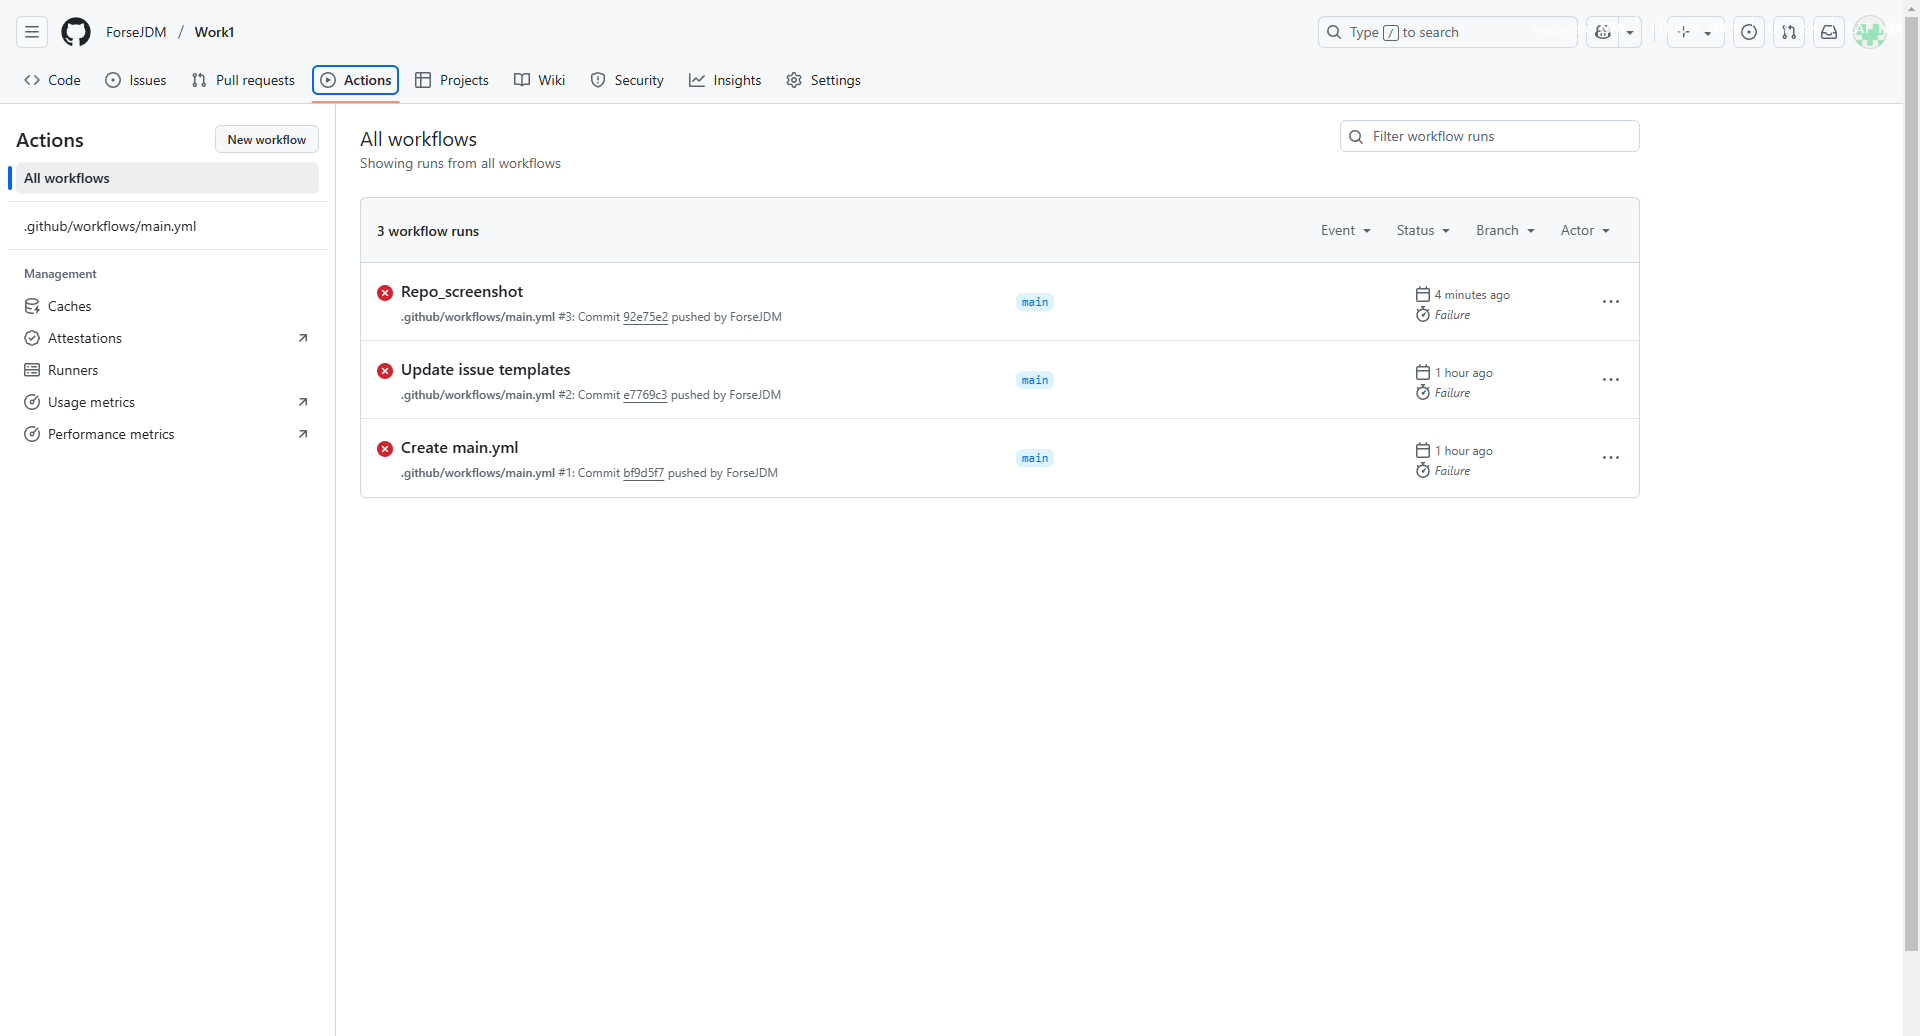 ForseJDM / Work1
Type / to search
Code
Issues
Pull requests
Actions
Projects
Wiki
Security
Insights
Settings
Actions
New workflow
All workflows
.github/workflows/main.yml
Management
Caches
Attestations
Runners
Usage metrics
Performance metrics
All workflows
Showing runs from all workflows
Filter workflow runs
3 workflow runs
Event
Status
Branch
Actor
Repo_screenshot
.github/workflows/main.yml #3: Commit 92e75e2 pushed by ForseJDM
main
4 minutes ago
Failure
Update issue templates
.github/workflows/main.yml #2: Commit e7769c3 pushed by ForseJDM
main
1 hour ago
Failure
Create main.yml
.github/workflows/main.yml #1: Commit bf9d5f7 pushed by ForseJDM
main
1 hour ago
Failure